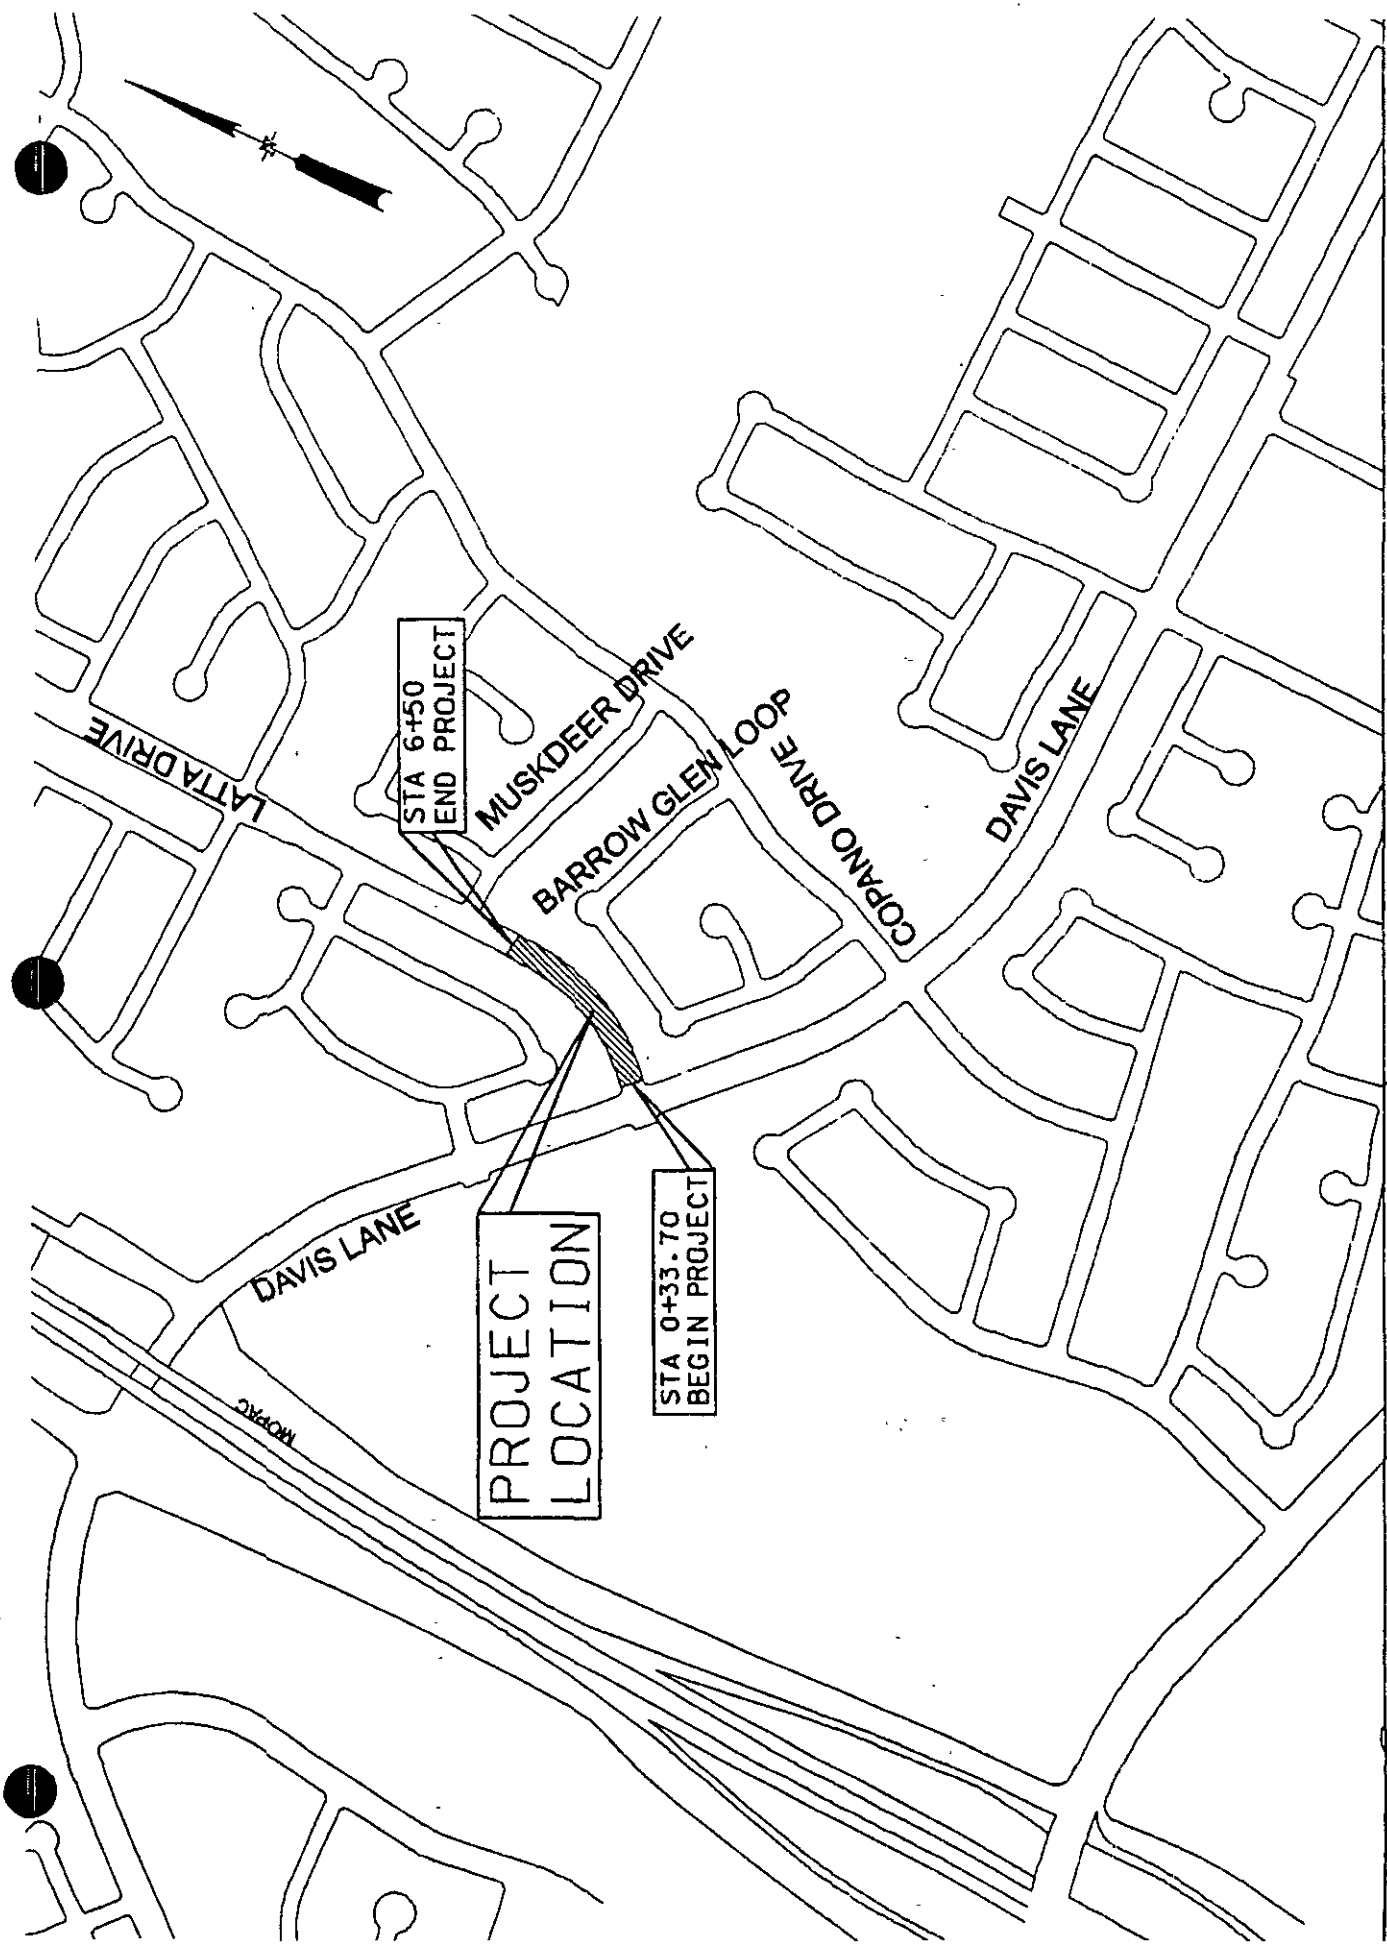 LATTA DRIVE
STA 6+50
END PROJECT
MUSKDEER DRIVE
BARROW GLEN LOOP
COPANO DRIVE
DAVIS LANE
DAVIS LANE
MOPAC
PROJECT
LOCATION
STA 0+33.70
BEGIN PROJECT